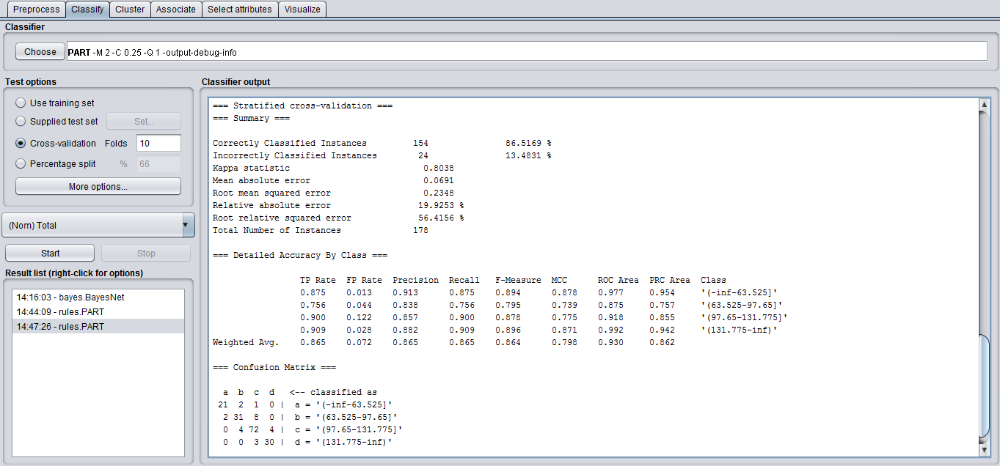 Preprocess Classify Cluster Associate Select attributes Visualize
Classifier
Choose PART -M 2 -C 0.25 -Q 1 -output-debug-info
Test options
Use training set
Supplied test set Set...
Cross-validation Folds 10
Percentage split % 66
More options...
(Nom) Total
Start Stop
Result list (right-click for options)
14:16:03 - bayes.BayesNet
14:44:09 - rules.PART
14:47:26 - rules.PART
Classifier output
=== Stratified cross-validation ===
=== Summary ===
Correctly Classified Instances 154 86.5169 %
Incorrectly Classified Instances 24 13.4831 %
Kappa statistic 0.8038
Mean absolute error 0.0691
Root mean squared error 0.2348
Relative absolute error 19.9253 %
Root relative squared error 56.4156 %
Total Number of Instances 178
=== Detailed Accuracy By Class ===
TP Rate FP Rate Precision Recall F-Measure MCC ROC Area PRC Area Class
0.875 0.013 0.913 0.875 0.894 0.878 0.977 0.954 '(-inf-63.525]'
0.756 0.044 0.838 0.756 0.795 0.739 0.875 0.757 '(63.525-97.65]'
0.900 0.122 0.857 0.900 0.878 0.775 0.918 0.855 '(97.65-131.775]'
0.909 0.028 0.882 0.909 0.896 0.871 0.992 0.942 '(131.775-inf)'
Weighted Avg. 0.865 0.072 0.865 0.865 0.864 0.798 0.930 0.862
=== Confusion Matrix ===
a b c d <-- classified as
21 2 1 0 | a = '(-inf-63.525]'
2 31 8 0 | b = '(63.525-97.65]'
0 4 72 4 | c = '(97.65-131.775]'
0 0 3 30 | d = '(131.775-inf)'